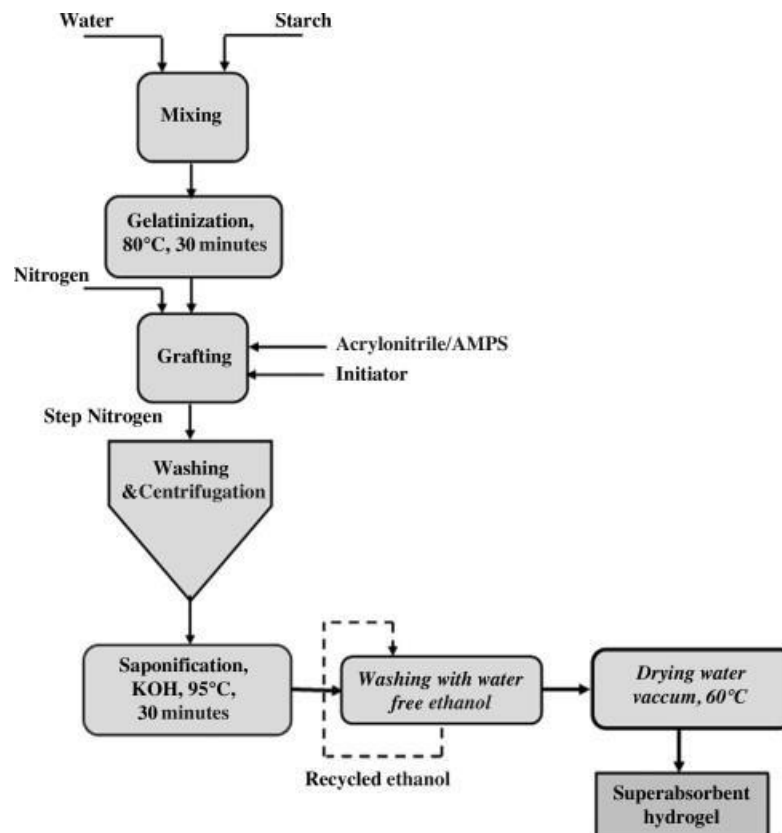 Water
Starch
Mixing
Gelatinization,
80°C, 30 minutes
Nitrogen
Grafting
Acrylonitrile/AMPS
Initiator
Step Nitrogen
Washing
&Centrifugation
Saponification,
KOH, 95°C,
30 minutes
Washing with water
free ethanol
Drying water
vaccum, 60°C
Recycled ethanol
Superabsorbent
hydrogel